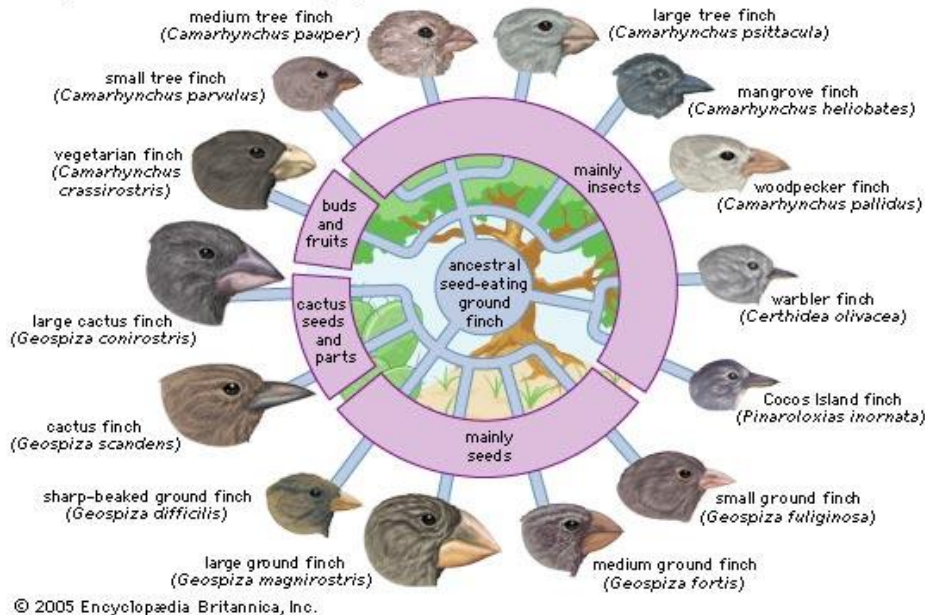 medium tree finch
(Camarhynchus pauper)
large tree finch
(Camarhynchus psittacula)
small tree finch
(Camarhynchus parvulus)
mangrove finch
(Camarhynchus heliobates)
vegetarian finch
(Camarhynchus
crassirostris)
woodpecker finch
(Camarhynchus pallidus)
mainly
insects
buds
and
fruits
ancestral
seed-eating
ground
finch
large cactus finch
(Geospiza conirostris)
cactus
seeds
and
parts
warbler finch
(Certhidea olivacea)
cactus finch
(Geospiza scandens)
Cocos Island finch
(Pinaroloxias inornata)
mainly
seeds
sharp-beaked ground finch
(Geospiza difficilis)
small ground finch
(Geospiza fuliginosa)
large ground finch
(Geospiza magnirostris)
medium ground finch
(Geospiza fortis)
© 2005 Encyclopædia Britannica, Inc.